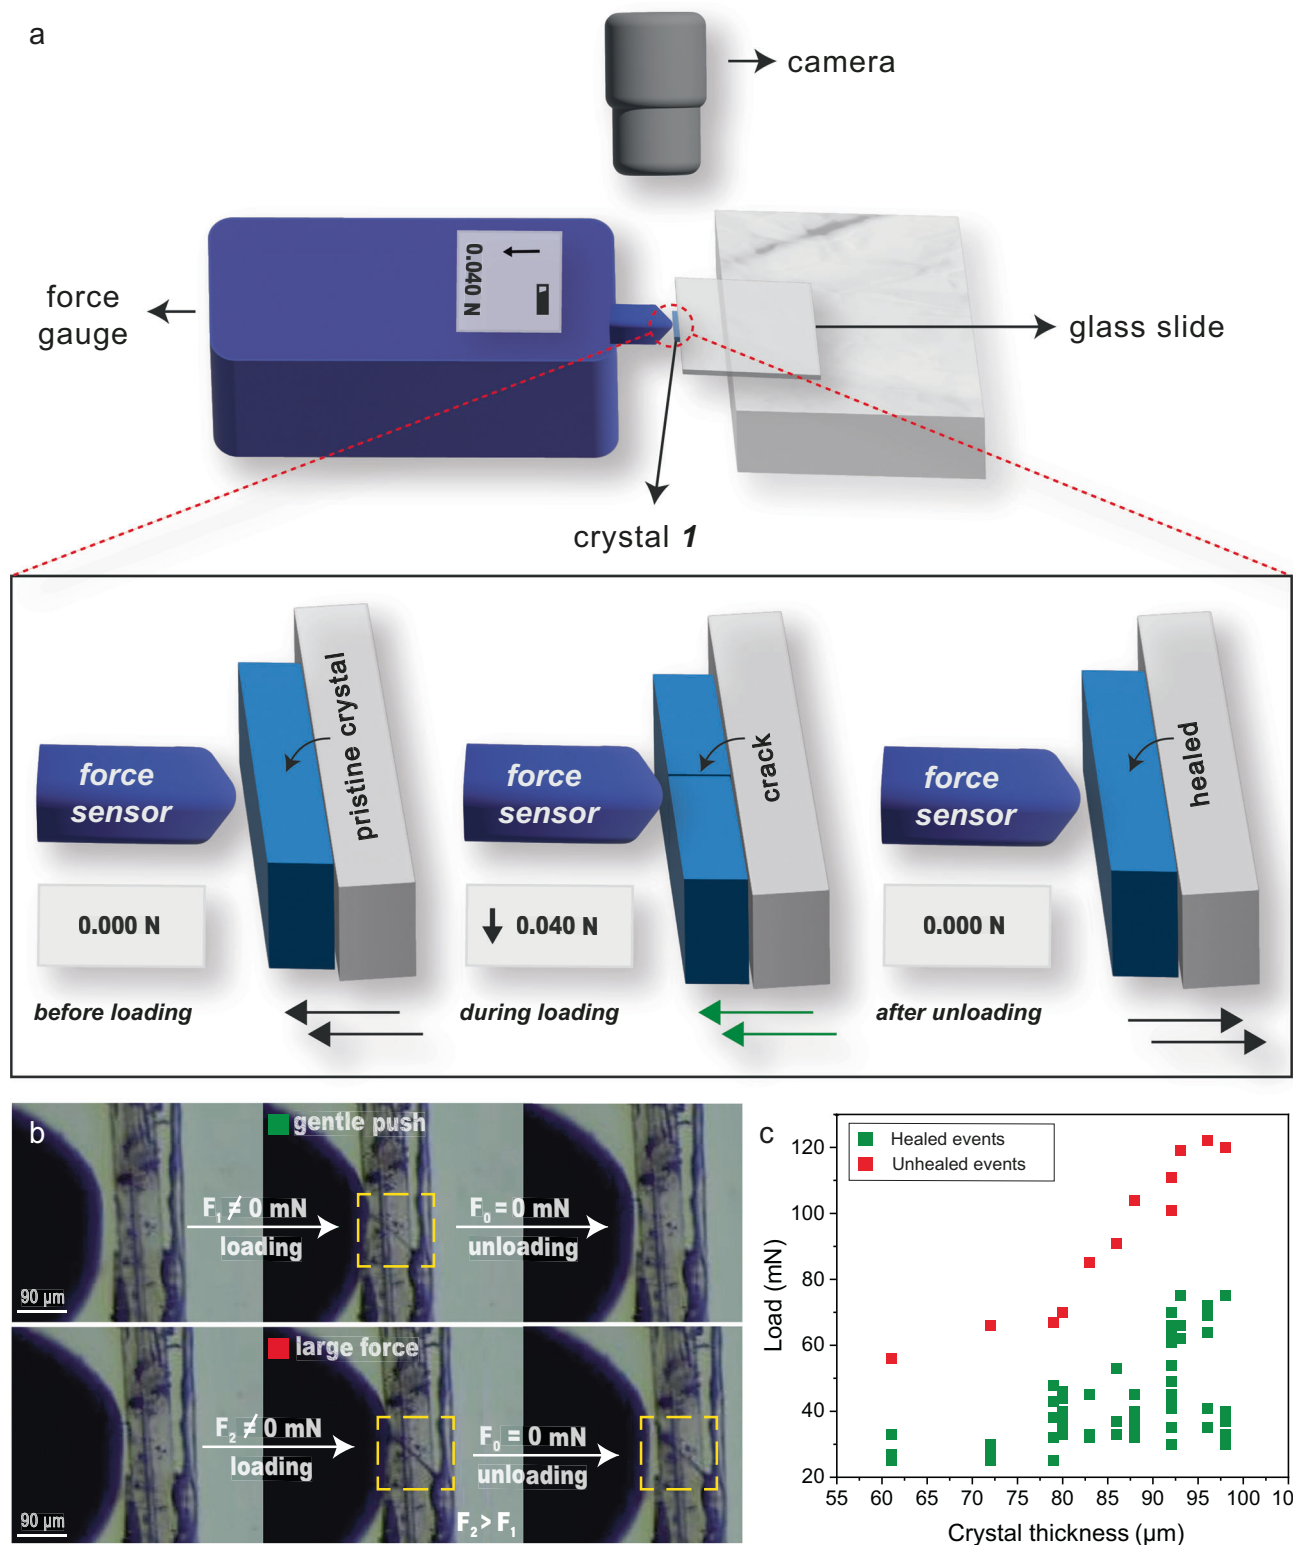 a
camera
0.040 N
force
gauge
glass slide
crystal 1
pristine crystal
crack
healed
force
sensor
force
sensor
force
sensor
0.000 N
0.040 N
0.000 N
before loading
during loading
after unloading
b
gentle push
F1 ≠ 0 mN
loading
F0 = 0 mN
unloading
90 µm
large force
F2 ≠ 0 mN
loading
F0 = 0 mN
unloading
F2 > F1
90 µm
c
Healed events
Unhealed events
Load (mN)
120
100
80
60
40
20
55 60 65 70 75 80 85 90 95 100 10
Crystal thickness (µm)